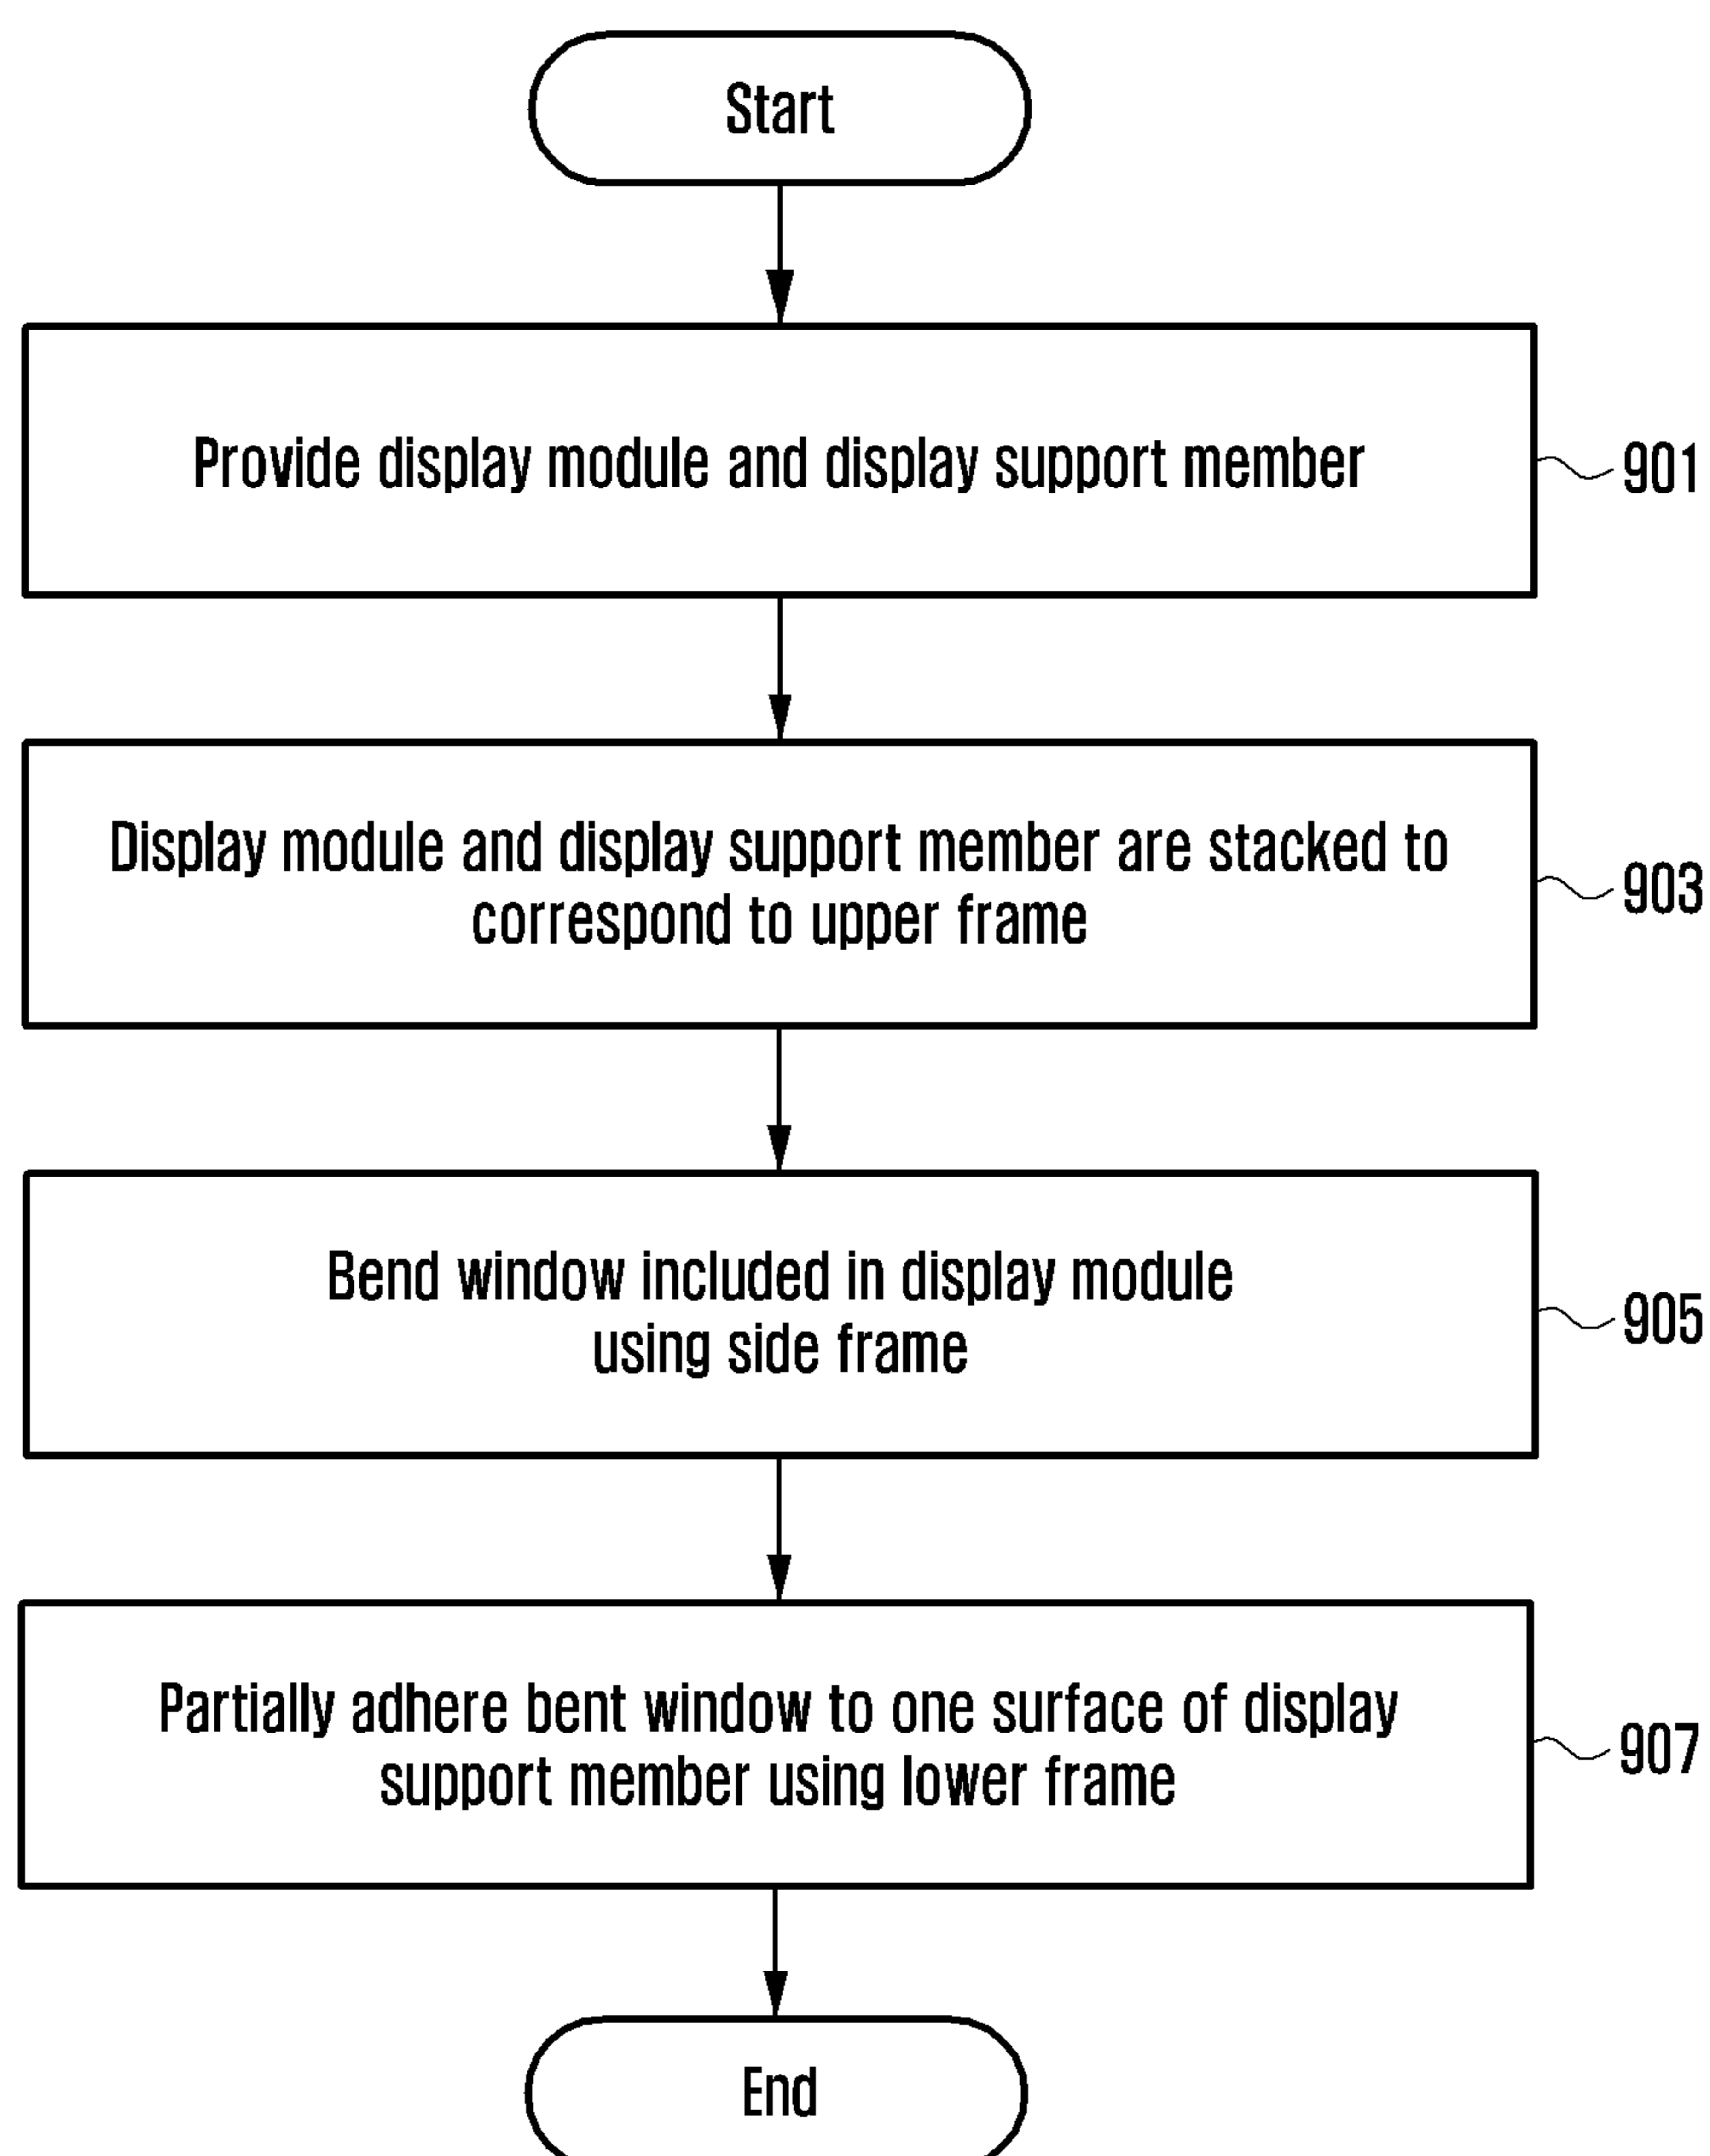 Start
Provide display module and display support member
901
Display module and display support member are stacked to
correspond to upper frame
903
Bend window included in display module
using side frame
905
Partially adhere bent window to one surface of display
support member using lower frame
907
End